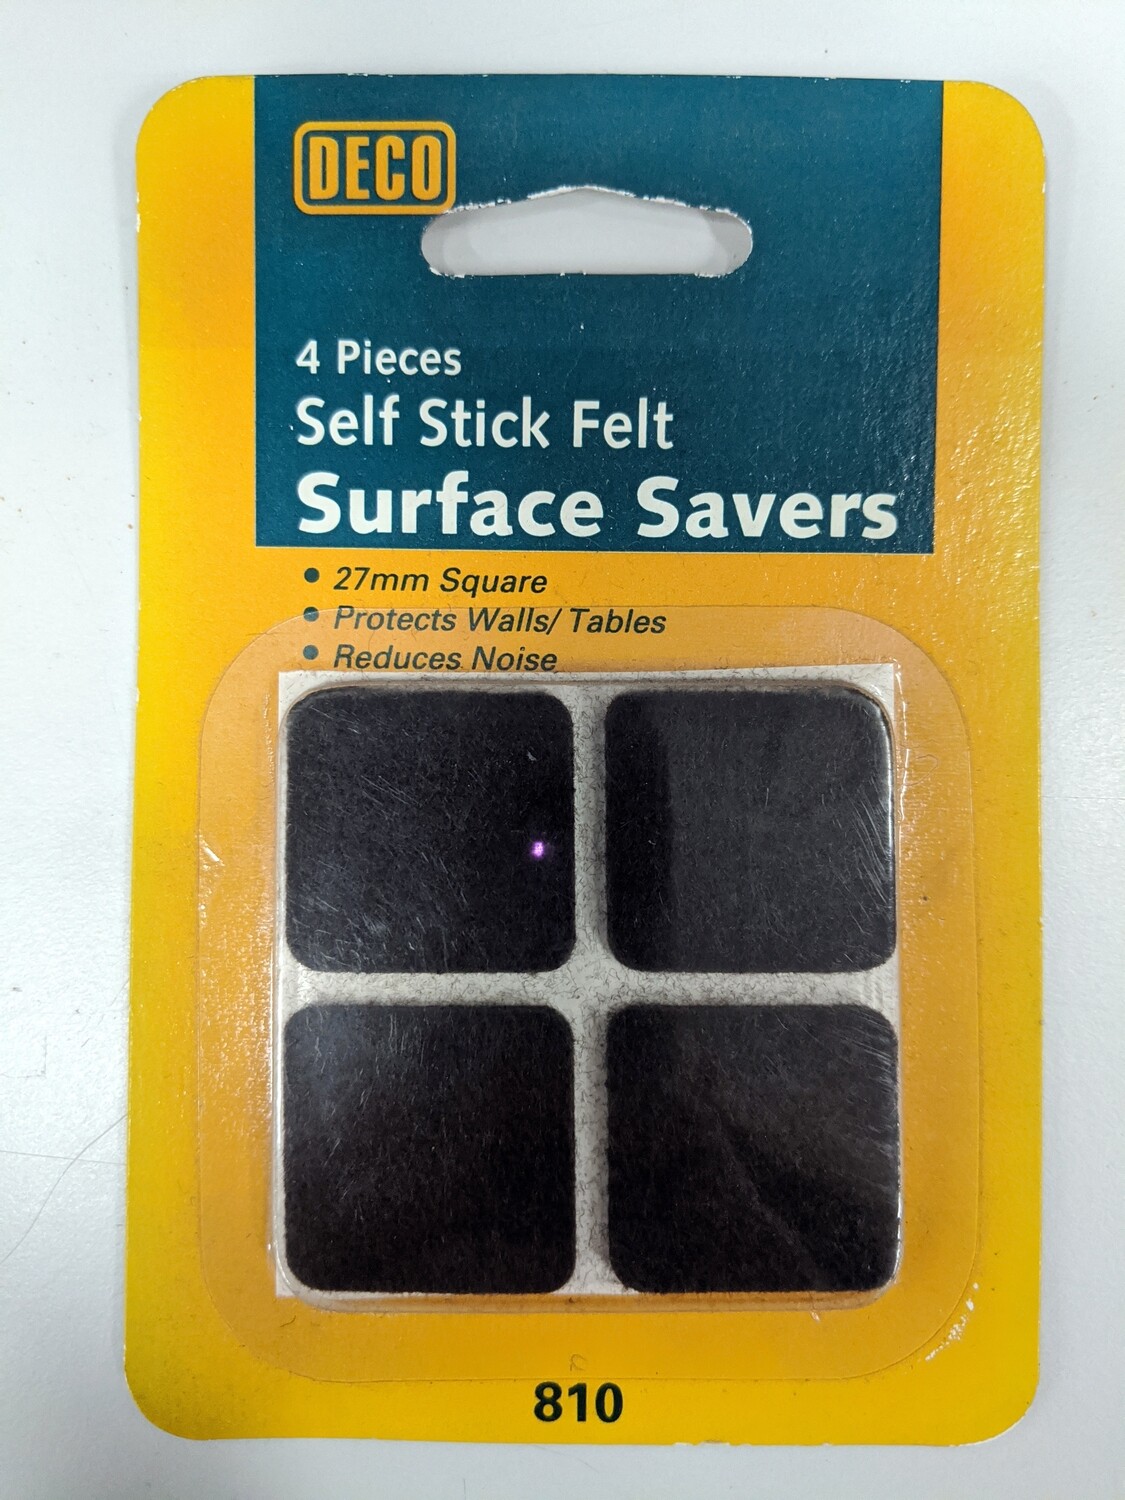 DECO
4 Pieces
Self Stick Felt
Surface Savers
• 27mm Square
• Protects Walls/ Tables
• Reduces Noise
810